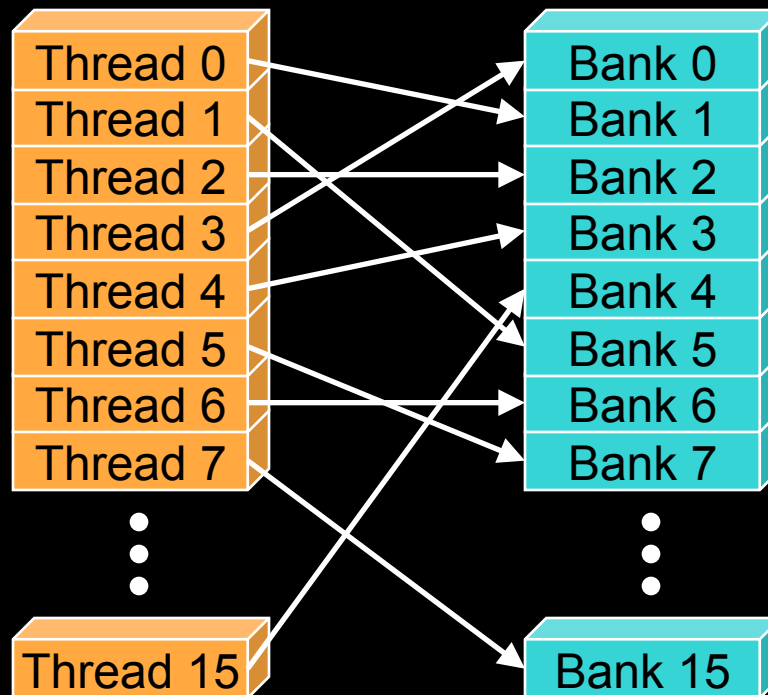 Thread 0
Thread 1
Thread 2
Thread 3
Thread 4
Thread 5
Thread 6
Thread 7
Thread 15
Bank 0
Bank 1
Bank 2
Bank 3
Bank 4
Bank 5
Bank 6
Bank 7
Bank 15